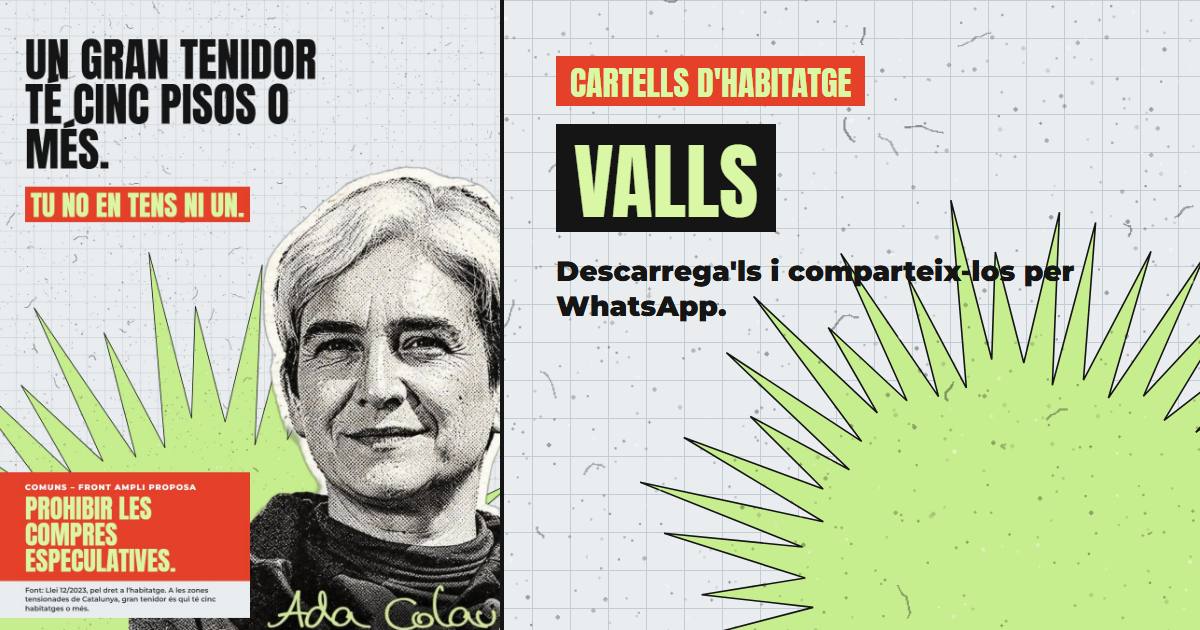 UN GRAN TENIDOR
TÉ CINC PISOS O
MÉS.
TU NO EN TENS NI UN.
COMUNS – FRONT AMPLI PROPOSA
PROHIBIR LES
COMPRES
ESPECULATIVES.
Font: Llei 12/2023, pel dret a l'habitatge. A les zones
tensionades de Catalunya, gran tenidor és qui té cinc
habitatges o més.
Ada Colau
CARTELLS D'HABITATGE
VALLS
Descarrega'ls i comparteix-los per
WhatsApp.